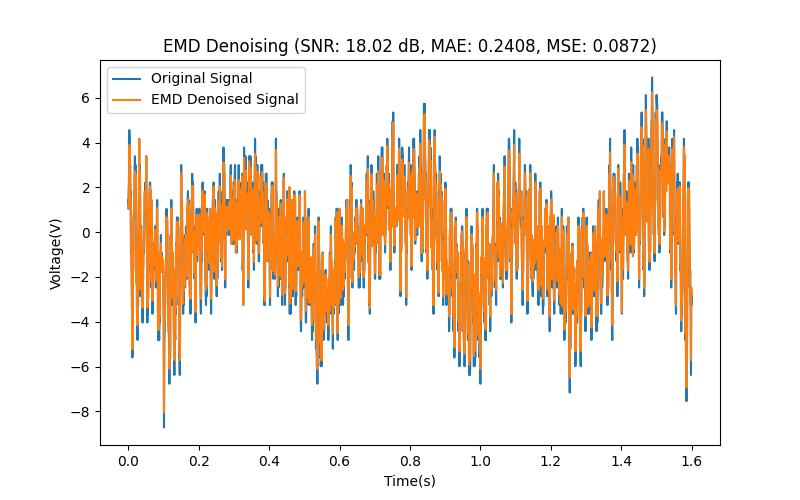 EMD Denoising (SNR: 18.02 dB, MAE: 0.2408, MSE: 0.0872)
Original Signal
EMD Denoised Signal
Voltage(V)
6
4
2
0
−2
−4
−6
−8
0.0 0.2 0.4 0.6 0.8 1.0 1.2 1.4 1.6
Time(s)